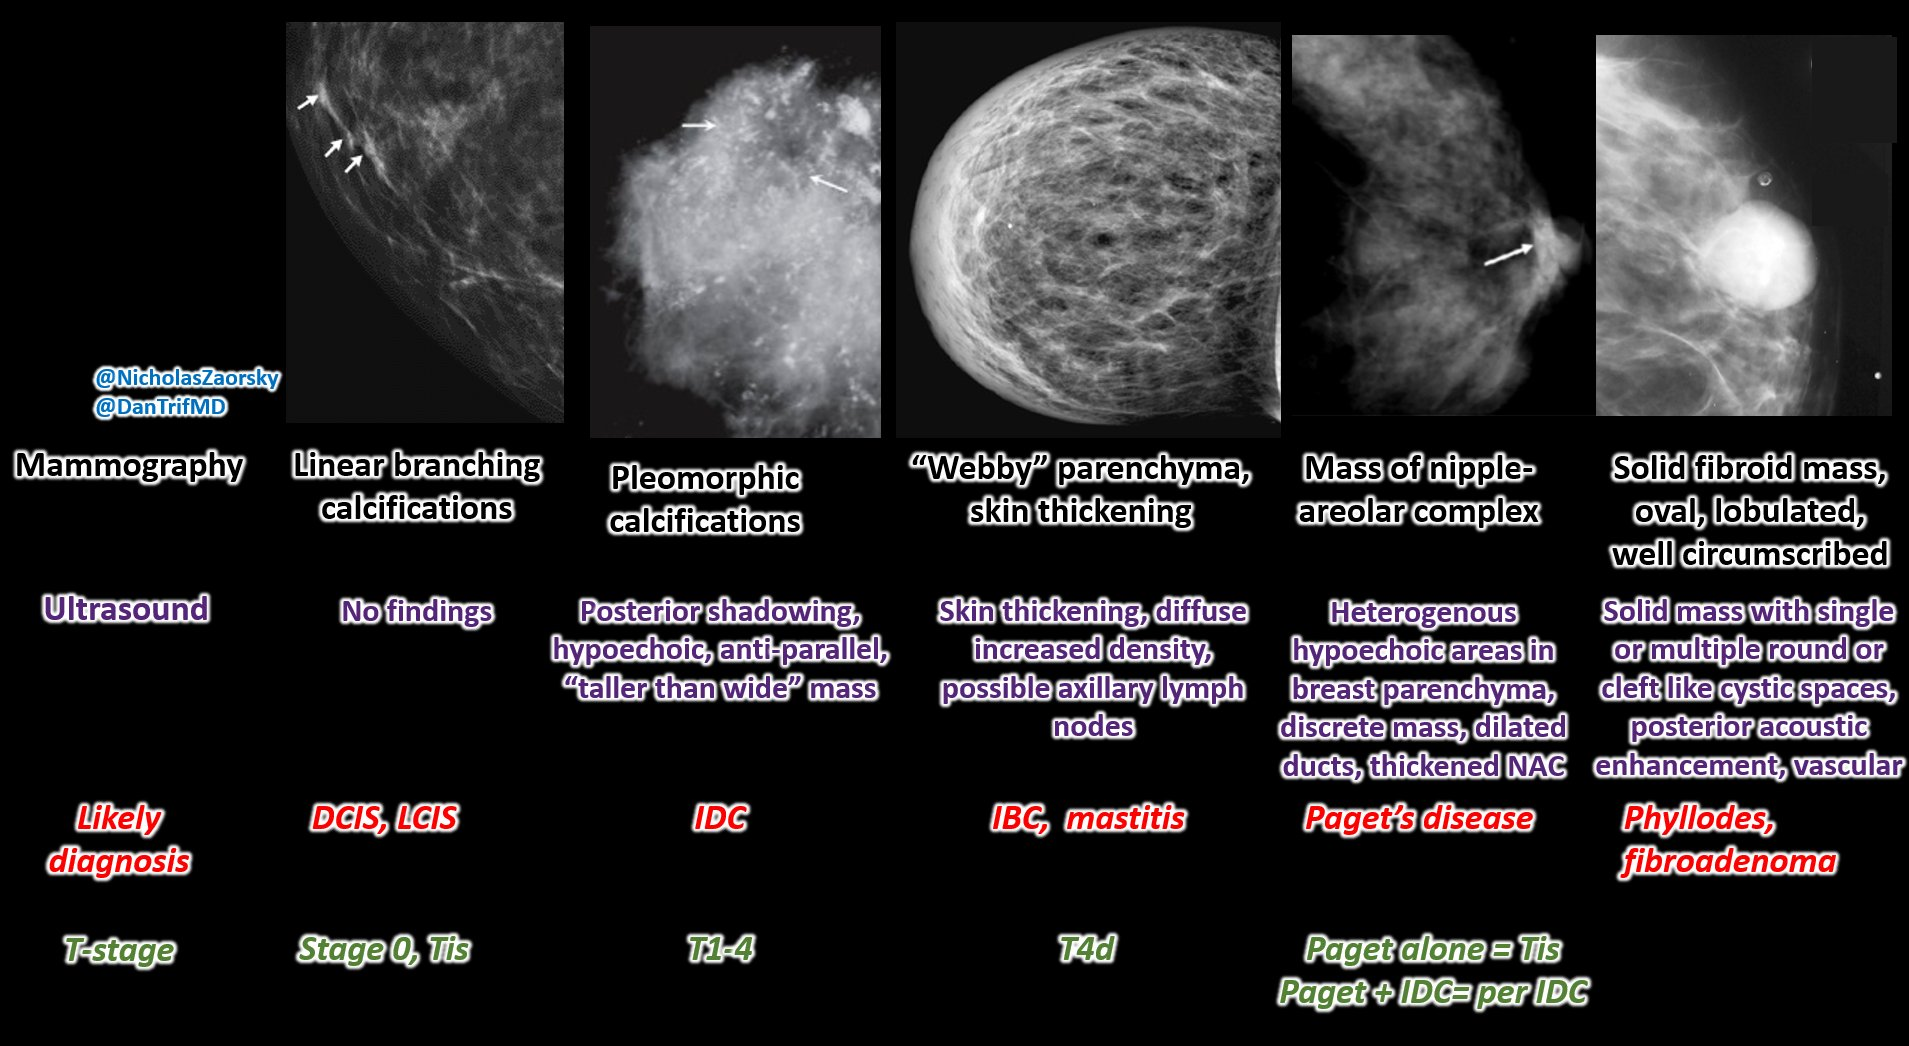 @NicholasZaorsky
@DanTrifMD
Mammography
Linear branching
calcifications
Pleomorphic
calcifications
“Webby” parenchyma,
skin thickening
Mass of nipple-
areolar complex
Solid fibroid mass,
oval, lobulated,
well circumscribed
Ultrasound
No findings
Posterior shadowing,
hypoechoic, anti-parallel,
“taller than wide” mass
Skin thickening, diffuse
increased density,
possible axillary lymph
nodes
Heterogenous
hypoechoic areas in
breast parenchyma,
discrete mass, dilated
ducts, thickened NAC
Solid mass with single
or multiple round or
cleft like cystic spaces,
posterior acoustic
enhancement, vascular
Likely
diagnosis
DCIS, LCIS
IDC
IBC, mastitis
Paget’s disease
Phyllodes,
fibroadenoma
T-stage
Stage 0, Tis
T1-4
T4d
Paget alone = Tis
Paget + IDC= per IDC